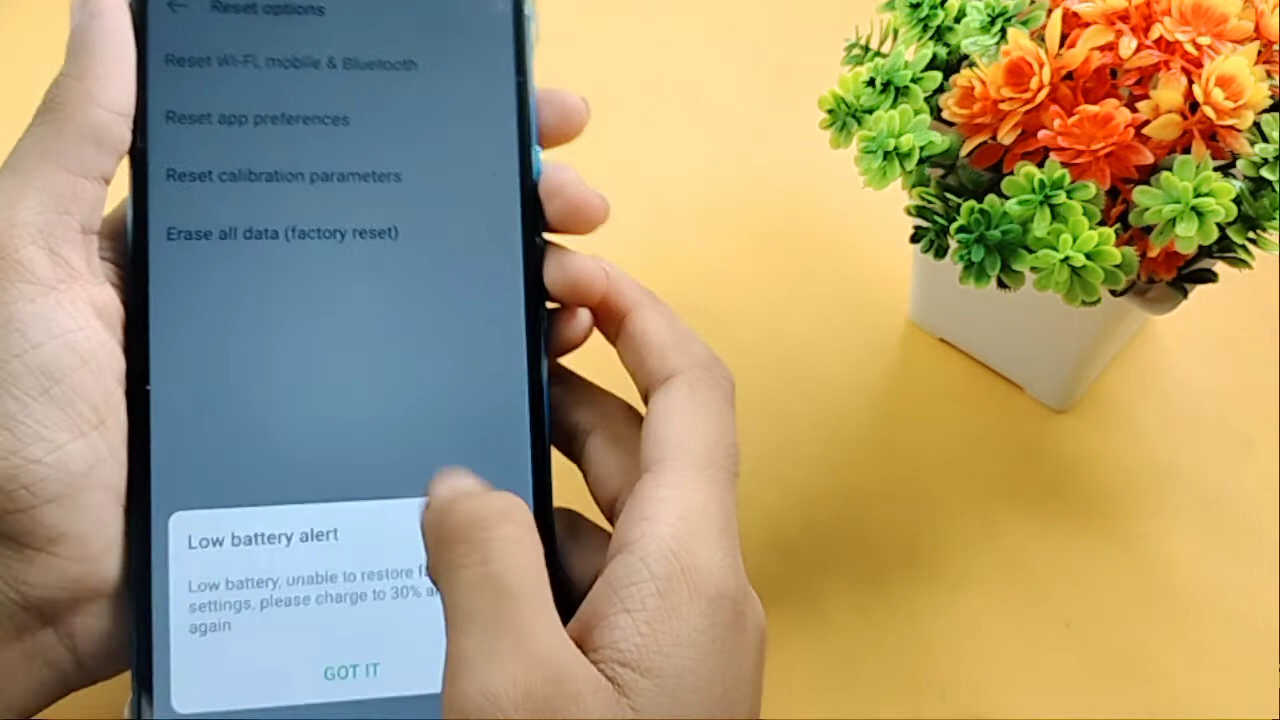 Reset options
Reset Wi-Fi, mobile & Bluetooth
Reset app preferences
Reset calibration parameters
Erase all data (factory reset)
Low battery alert
Low battery, unable to restore
settings, please charge to 30%
again
GOT IT